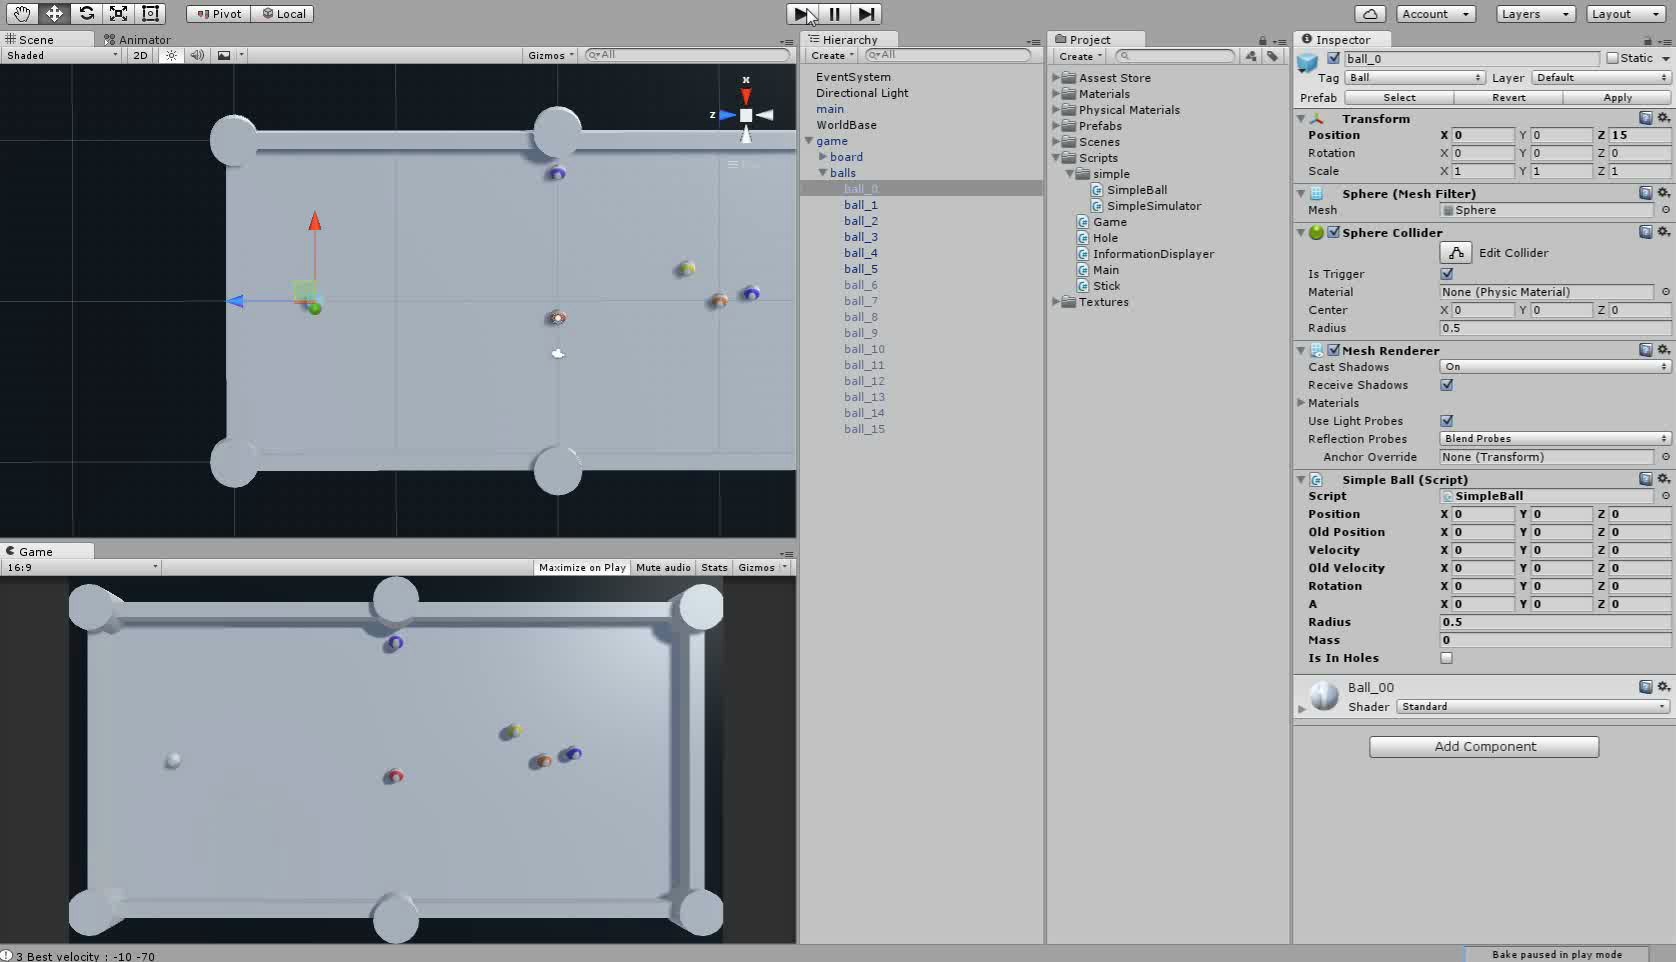 Pivot Local Account Layers Layout
Scene Animator
Shaded 2D Gizmos All
x
z
Game
16:9 Maximize on Play Mute audio Stats Gizmos
Hierarchy
Create All
EventSystem
Directional Light
main
WorldBase
game
board
balls
ball_0
ball_1
ball_2
ball_3
ball_4
ball_5
ball_6
ball_7
ball_8
ball_9
ball_10
ball_11
ball_12
ball_13
ball_14
ball_15
Project
Create
Assest Store
Materials
Physical Materials
Prefabs
Scenes
Scripts
simple
SimpleBall
SimpleSimulator
Game
Hole
InformationDisplayer
Main
Stick
Textures
Inspector
ball_0 Static
Tag Ball Layer Default
Prefab Select Revert Apply
Transform
Position X 0 Y 0 Z 15
Rotation X 0 Y 0 Z 0
Scale X 1 Y 1 Z 1
Sphere (Mesh Filter)
Mesh Sphere
Sphere Collider
Edit Collider
Is Trigger
Material None (Physic Material)
Center X 0 Y 0 Z 0
Radius 0.5
Mesh Renderer
Cast Shadows On
Receive Shadows
Materials
Use Light Probes
Reflection Probes Blend Probes
Anchor Override None (Transform)
Simple Ball (Script)
Script SimpleBall
Position X 0 Y 0 Z 0
Old Position X 0 Y 0 Z 0
Velocity X 0 Y 0 Z 0
Old Velocity X 0 Y 0 Z 0
Rotation X 0 Y 0 Z 0
A X 0 Y 0 Z 0
Radius 0.5
Mass 0
Is In Holes
Ball_00
Shader Standard
Add Component
3 Best velocity : -10 -70
Bake paused in play mode